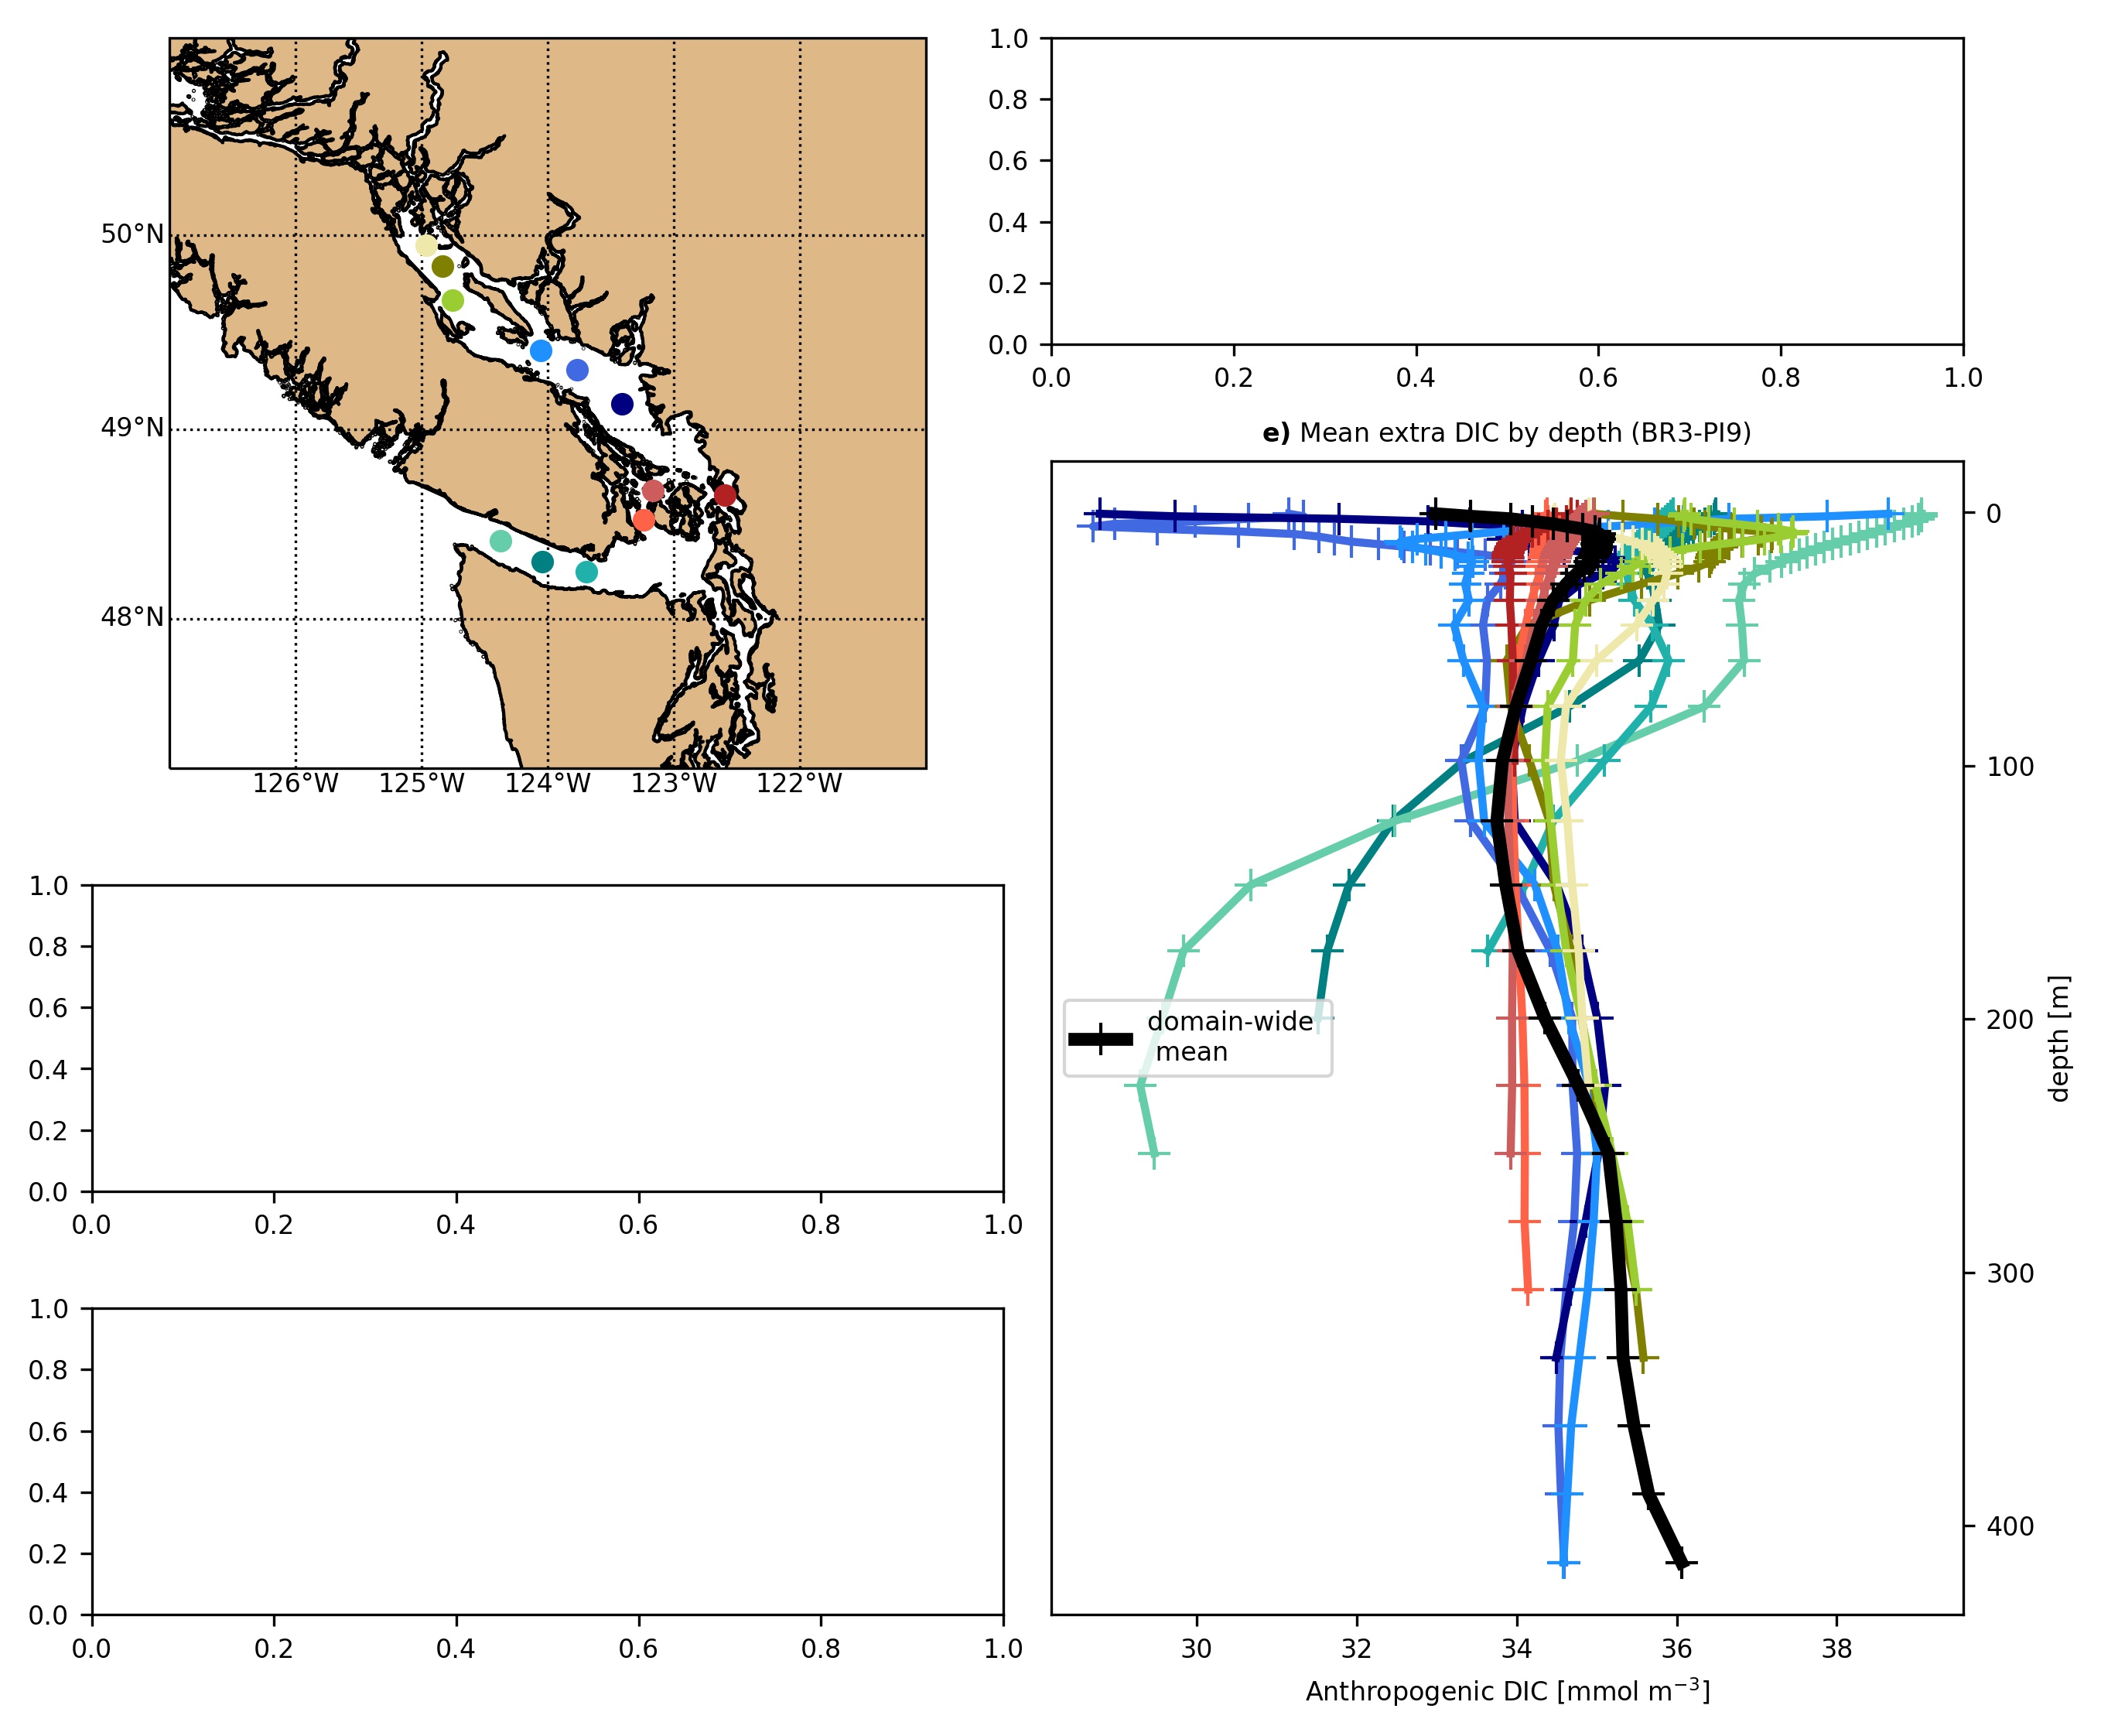 50°N
49°N
48°N
126°W 125°W 124°W 123°W 122°W
1.0
0.8
0.6
0.4
0.2
0.0
0.0 0.2 0.4 0.6 0.8 1.0
e) Mean extra DIC by depth (BR3-PI9)
0
100
200
300
400
depth [m]
domain-wide
mean
30 32 34 36 38
Anthropogenic DIC [mmol m⁻³]
1.0
0.8
0.6
0.4
0.2
0.0
0.0 0.2 0.4 0.6 0.8 1.0
1.0
0.8
0.6
0.4
0.2
0.0
0.0 0.2 0.4 0.6 0.8 1.0